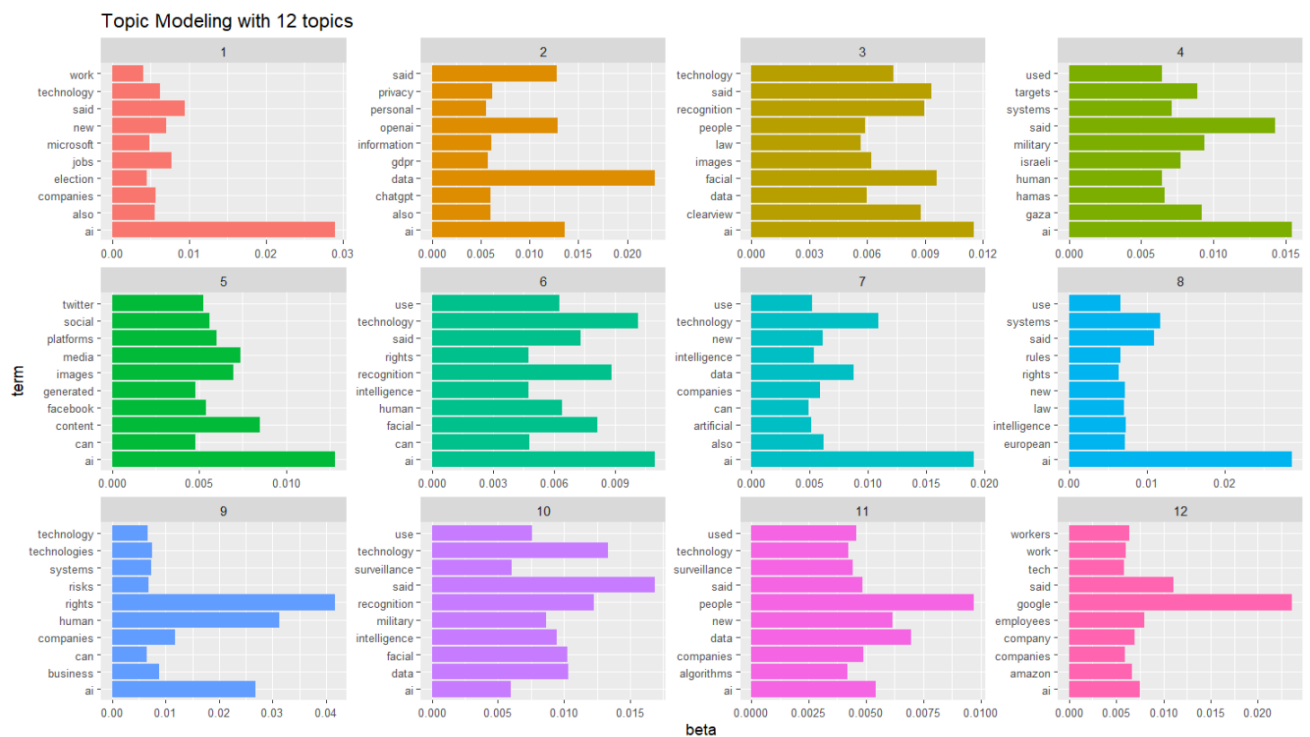 Topic Modeling with 12 topics
1
work
technology
said
new
microsoft
jobs
election
companies
also
ai
0.00 0.01 0.02 0.03
2
said
privacy
personal
openai
information
gdpr
data
chatgpt
also
ai
0.000 0.005 0.010 0.015 0.020
3
technology
said
recognition
people
law
images
facial
data
clearview
ai
0.000 0.003 0.006 0.009 0.012
4
used
targets
systems
said
military
israeli
human
hamas
gaza
ai
0.000 0.005 0.010 0.015
term
5
twitter
social
platforms
media
images
generated
facebook
content
can
ai
0.000 0.005 0.010
6
use
technology
said
rights
recognition
intelligence
human
facial
can
ai
0.000 0.003 0.006 0.009
7
use
technology
new
intelligence
data
companies
can
artificial
also
ai
0.000 0.005 0.010 0.015 0.020
8
use
systems
said
rules
rights
new
law
intelligence
european
ai
0.00 0.01 0.02
9
technology
technologies
systems
risks
rights
human
companies
can
business
ai
0.00 0.01 0.02 0.03 0.04
10
use
technology
surveillance
said
recognition
military
intelligence
facial
data
ai
0.000 0.005 0.010 0.015
11
used
technology
surveillance
said
people
new
data
companies
algorithms
ai
0.0000 0.0025 0.0050 0.0075 0.0100
12
workers
work
tech
said
google
employees
company
companies
amazon
ai
0.000 0.005 0.010 0.015 0.020
beta